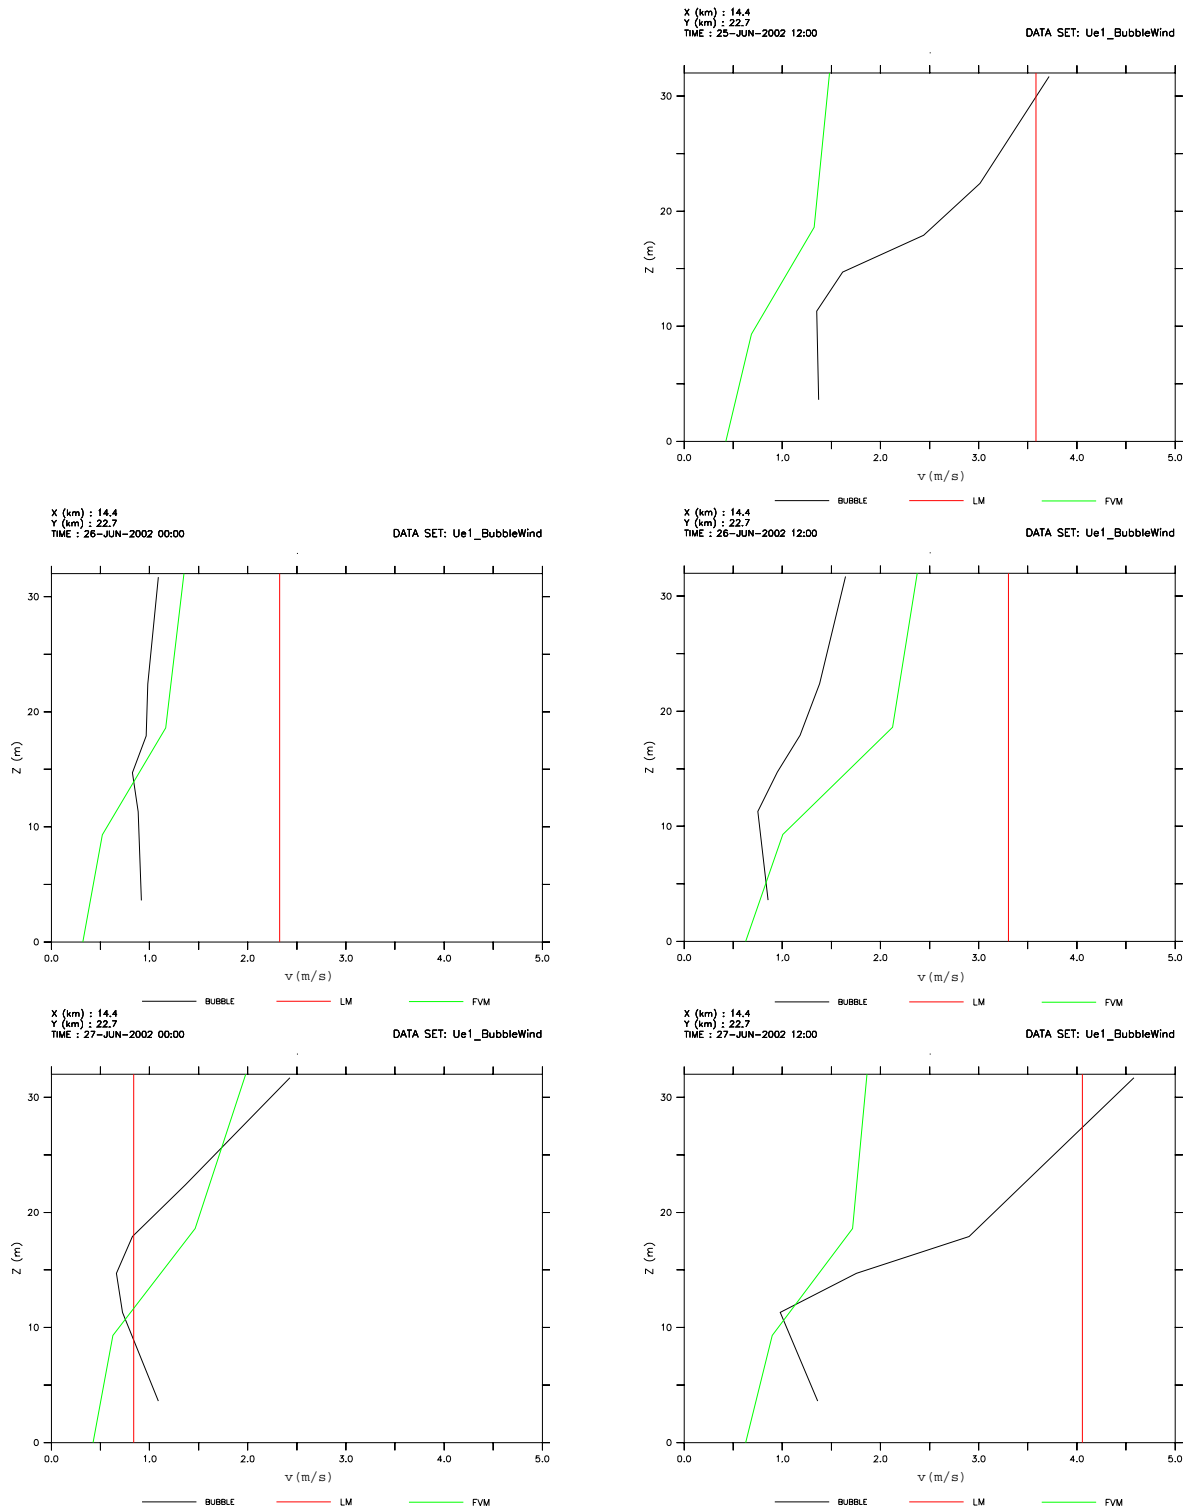 X (km) : 14.4
Y (km) : 22.7
TIME : 25-JUN-2002 12:00 DATA SET: Ue1_BubbleWind
30
20
10
0
Z (m)
0.0 1.0 2.0 3.0 4.0 5.0
v(m/s)
BUBBLE LM FVM
X (km) : 14.4
Y (km) : 22.7
TIME : 26-JUN-2002 00:00 DATA SET: Ue1_BubbleWind
30
20
10
0
Z (m)
0.0 1.0 2.0 3.0 4.0 5.0
v(m/s)
BUBBLE LM FVM
X (km) : 14.4
Y (km) : 22.7
TIME : 26-JUN-2002 12:00 DATA SET: Ue1_BubbleWind
30
20
10
0
Z (m)
0.0 1.0 2.0 3.0 4.0 5.0
v(m/s)
BUBBLE LM FVM
X (km) : 14.4
Y (km) : 22.7
TIME : 27-JUN-2002 00:00 DATA SET: Ue1_BubbleWind
30
20
10
0
Z (m)
0.0 1.0 2.0 3.0 4.0 5.0
v(m/s)
BUBBLE LM FVM
X (km) : 14.4
Y (km) : 22.7
TIME : 27-JUN-2002 12:00 DATA SET: Ue1_BubbleWind
30
20
10
0
Z (m)
0.0 1.0 2.0 3.0 4.0 5.0
v(m/s)
BUBBLE LM FVM